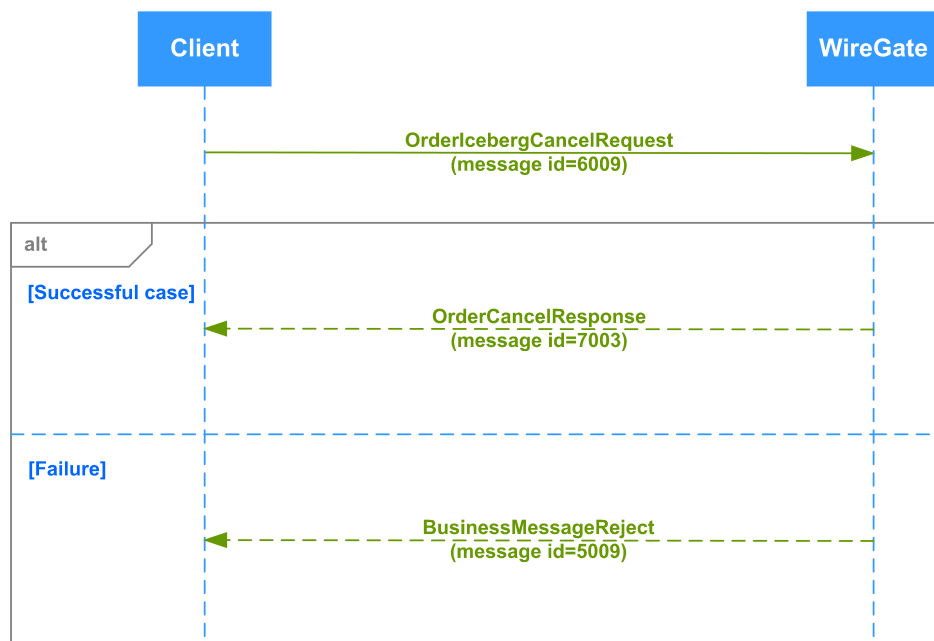 Client
WireGate
OrderIcebergCancelRequest
(message id=6009)
alt
[Successful case]
OrderCancelResponse
(message id=7003)
[Failure]
BusinessMessageReject
(message id=5009)